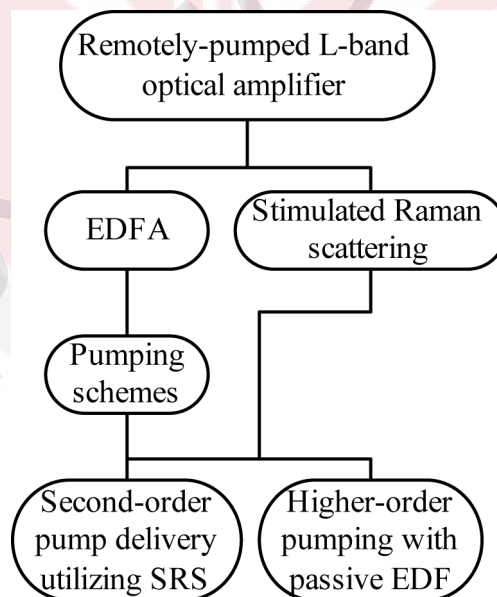 Remotely-pumped L-band
optical amplifier
EDFA
Stimulated Raman
scattering
Pumping
schemes
Second-order
pump delivery
utilizing SRS
Higher-order
pumping with
passive EDF